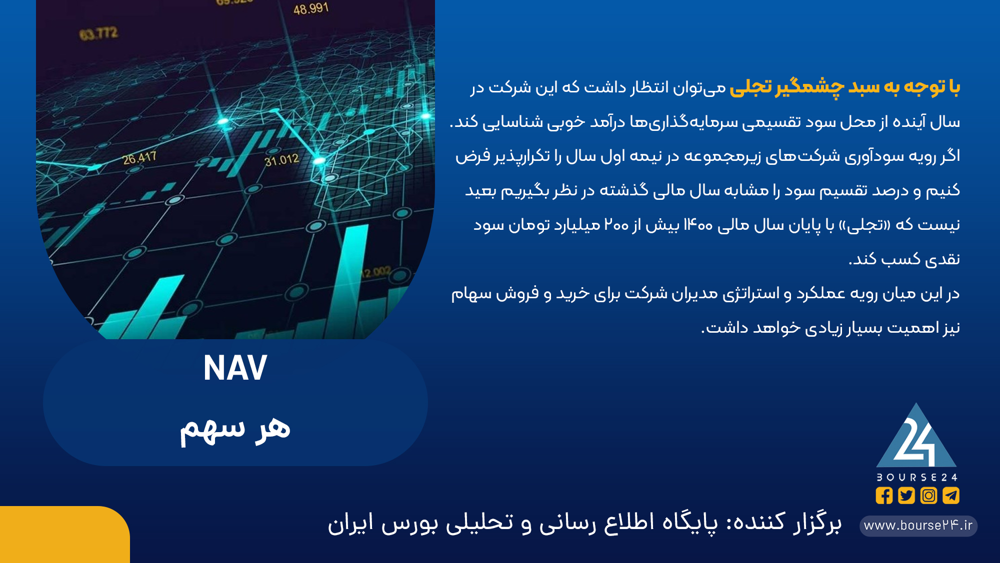 با توجه به سبد چشمگیر تجلی می‌توان انتظار داشت که این شرکت در
سال آینده از محل سود تقسیمی سرمایه‌گذاری‌ها درآمد خوبی شناسایی کند.
اگر رویه سودآوری شرکت‌های زیرمجموعه در نیمه اول سال را تکرارپذیر فرض
کنیم و درصد تقسیم سود را مشابه سال مالی گذشته در نظر بگیریم بعید
نیست که «تجلی» با پایان سال مالی ۱۴۰۰ بیش از ۲۰۰ میلیارد تومان سود
نقدی کسب کند.
در این میان رویه عملکرد و استراتژی مدیران شرکت برای خرید و فروش سهام
نیز اهمیت بسیار زیادی خواهد داشت.
48.991
63.772
26.417
31.012
12.002
NAV
هر سهم
24
BOURSE24
www.bourse۲۴.ir
برگزار کننده: پایگاه اطلاع رسانی و تحلیلی بورس ایران